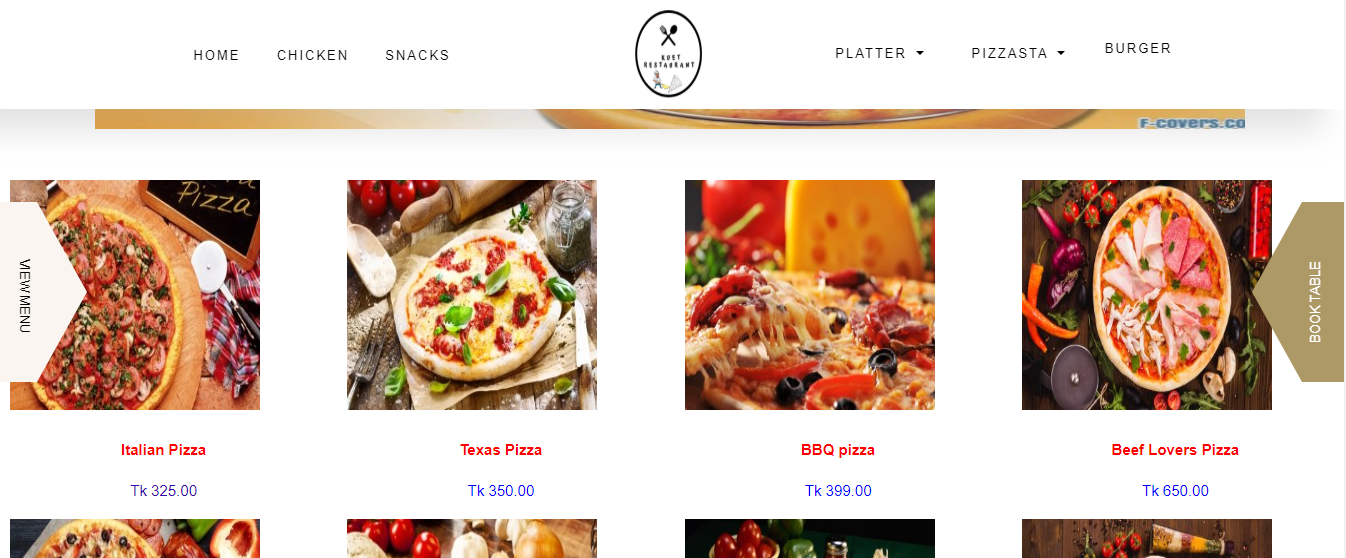 HOME CHICKEN SNACKS
KUET
RESTAURANT
PLATTER PIZZASTA BURGER
F-covers.co
Pizza
VIEW MENU
BOOK TABLE
Italian Pizza Texas Pizza BBQ pizza Beef Lovers Pizza
Tk 325.00 Tk 350.00 Tk 399.00 Tk 650.00